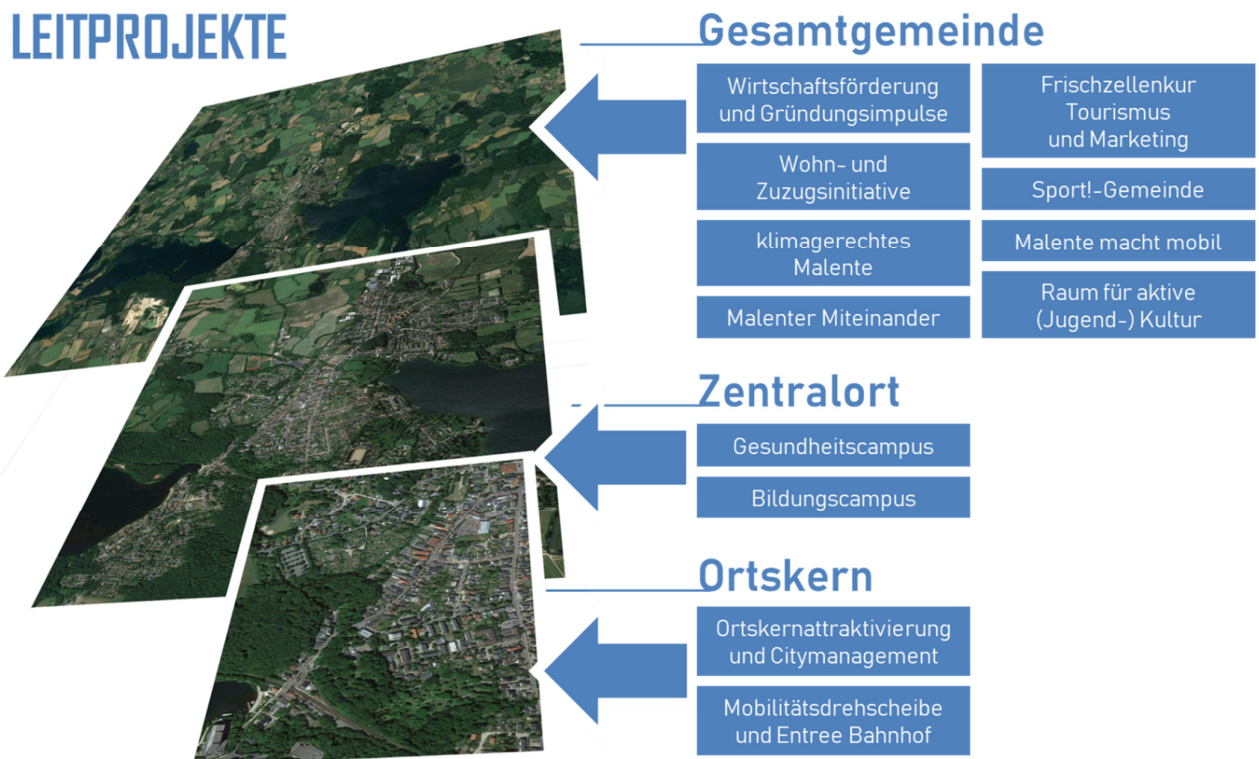 LEITPROJEKTE
Gesamtgemeinde
Wirtschaftsförderung
und Gründungsimpulse
Wohn- und
Zuzugsinitiative
klimagerechtes
Malente
Malenter Miteinander
Frischzellenkur
Tourismus
und Marketing
Sport!-Gemeinde
Malente macht mobil
Raum für aktive
(Jugend-) Kultur
Zentralort
Gesundheitscampus
Bildungscampus
Ortskern
Ortskernattraktivierung
und Citymanagement
Mobilitätsdrehscheibe
und Entree Bahnhof